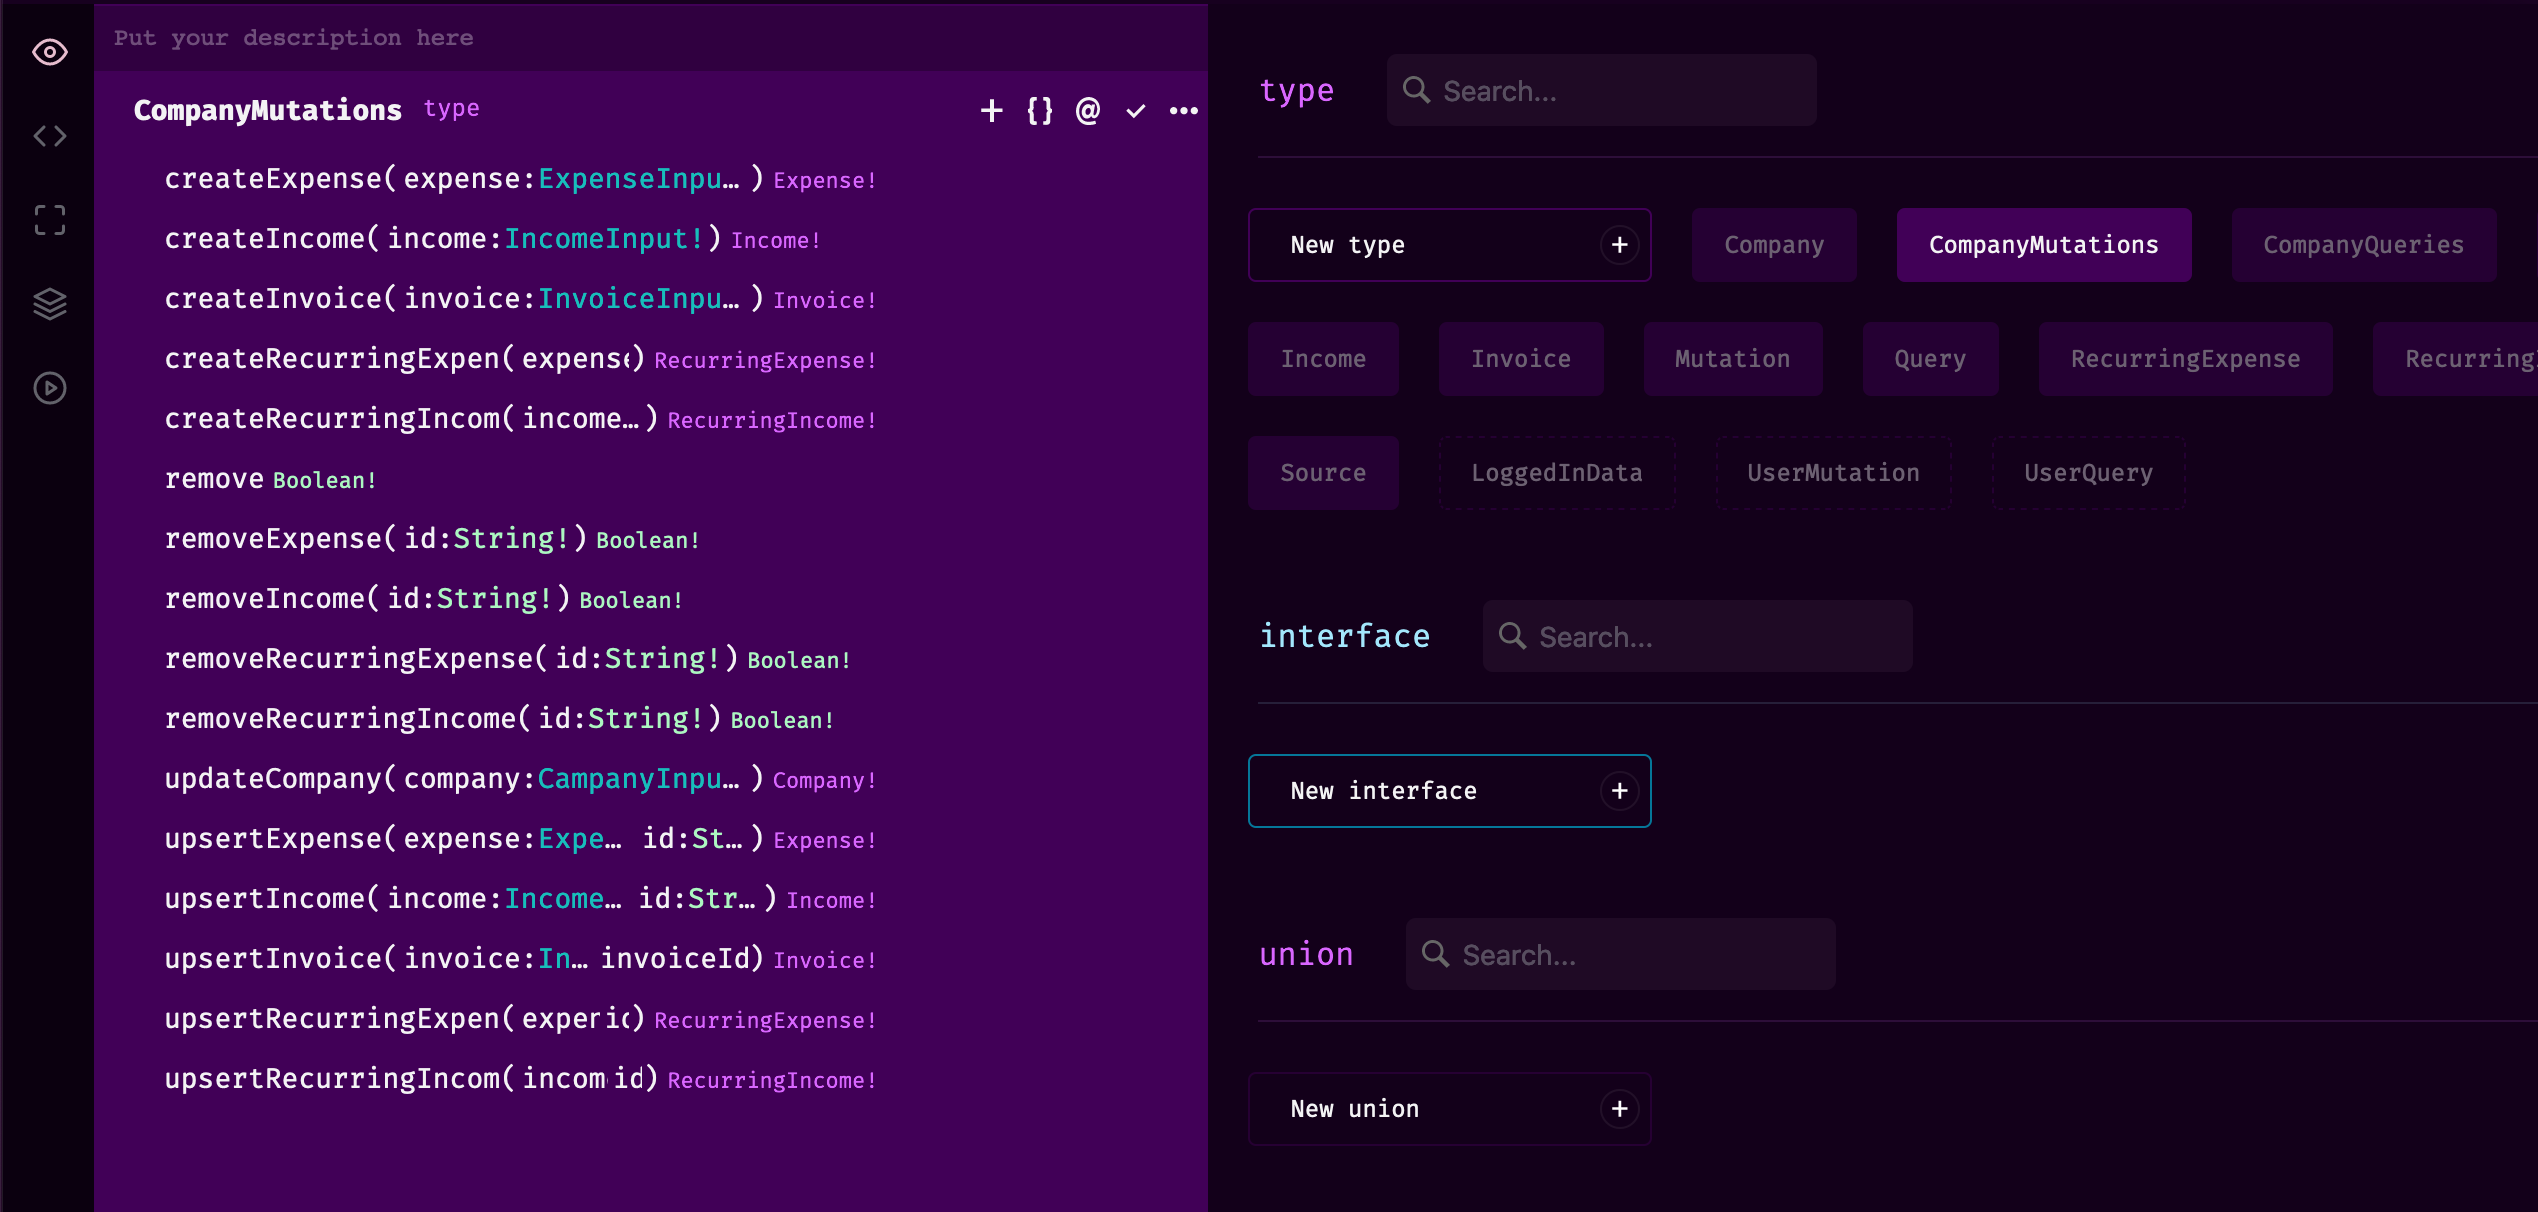 Put your description here
CompanyMutations type + {} @ ✓ •••
createExpense( expense:ExpenseInpu… ) Expense!
createIncome( income:IncomeInput! ) Income!
createInvoice( invoice:InvoiceInpu… ) Invoice!
createRecurringExpen( expense ) RecurringExpense!
createRecurringIncom( income… ) RecurringIncome!
remove Boolean!
removeExpense( id:String! ) Boolean!
removeIncome( id:String! ) Boolean!
removeRecurringExpense( id:String! ) Boolean!
removeRecurringIncome( id:String! ) Boolean!
updateCompany( company:CampanyInpu… ) Company!
upsertExpense( expense:Expe… id:St… ) Expense!
upsertIncome( income:Income… id:Str… ) Income!
upsertInvoice( invoice:In… invoiceId) Invoice!
upsertRecurringExpen( exper id) RecurringExpense!
upsertRecurringIncom( incom id) RecurringIncome!
type Search...
New type + Company CompanyMutations CompanyQueries
Income Invoice Mutation Query RecurringExpense Recurring
Source LoggedInData UserMutation UserQuery
interface Search...
New interface +
union Search...
New union +